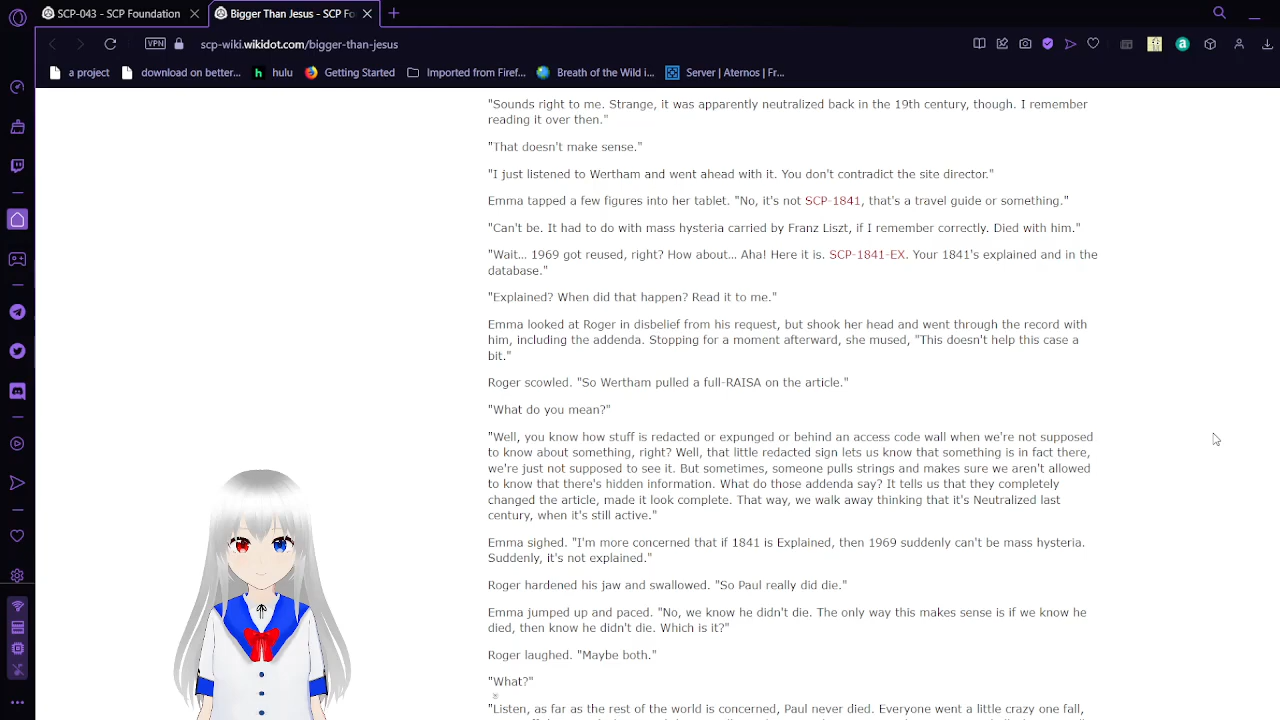 SCP-043 - SCP Foundation
Bigger Than Jesus - SCP Fo
VPN
scp-wiki.wikidot.com/bigger-than-jesus
a project
download on better...
hulu
Getting Started
Imported from Firef...
Breath of the Wild i...
Server | Aternos | Fr...
"Sounds right to me. Strange, it was apparently neutralized back in the 19th century, though. I remember
reading it over then."
"That doesn't make sense."
"I just listened to Wertham and went ahead with it. You don't contradict the site director."
Emma tapped a few figures into her tablet. "No, it's not SCP-1841, that's a travel guide or something."
"Can't be. It had to do with mass hysteria carried by Franz Liszt, if I remember correctly. Died with him."
"Wait… 1969 got reused, right? How about… Aha! Here it is. SCP-1841-EX. Your 1841's explained and in the
database."
"Explained? When did that happen? Read it to me."
Emma looked at Roger in disbelief from his request, but shook her head and went through the record with
him, including the addenda. Stopping for a moment afterward, she mused, "This doesn't help this case a
bit."
Roger scowled. "So Wertham pulled a full-RAISA on the article."
"What do you mean?"
"Well, you know how stuff is redacted or expunged or behind an access code wall when we're not supposed
to know about something, right? Well, that little redacted sign lets us know that something is in fact there,
we're just not supposed to see it. But sometimes, someone pulls strings and makes sure we aren't allowed
to know that there's hidden information. What do those addenda say? It tells us that they completely
changed the article, made it look complete. That way, we walk away thinking that it's Neutralized last
century, when it's still active."
Emma sighed. "I'm more concerned that if 1841 is Explained, then 1969 suddenly can't be mass hysteria.
Suddenly, it's not explained."
Roger hardened his jaw and swallowed. "So Paul really did die."
Emma jumped up and paced. "No, we know he didn't die. The only way this makes sense is if we know he
died, then know he didn't die. Which is it?"
Roger laughed. "Maybe both."
"What?"
"Listen, as far as the rest of the world is concerned, Paul never died. Everyone went a little crazy one fall,